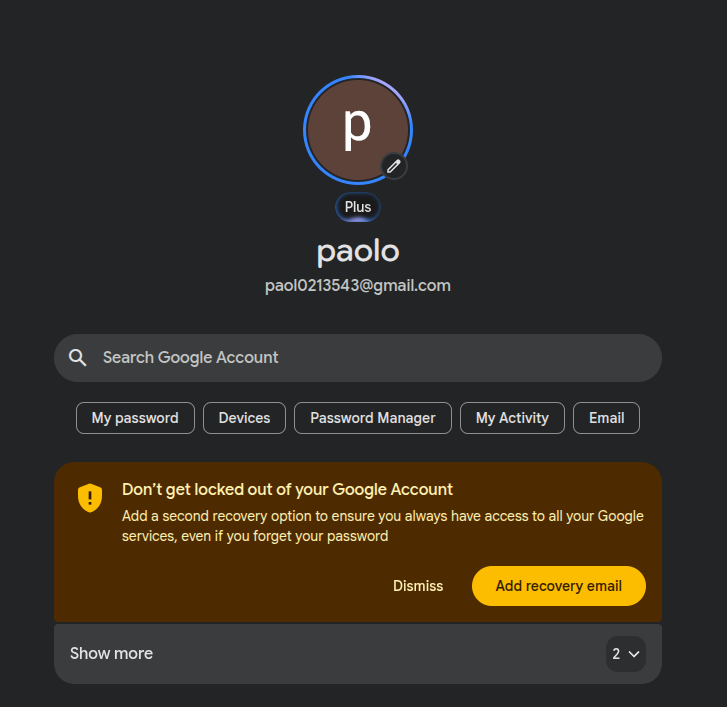 p
Plus
paolo
paol0213543@gmail.com
Search Google Account
My password
Devices
Password Manager
My Activity
Email
Don't get locked out of your Google Account
Add a second recovery option to ensure you always have access to all your Google
services, even if you forget your password
Dismiss
Add recovery email
Show more
2